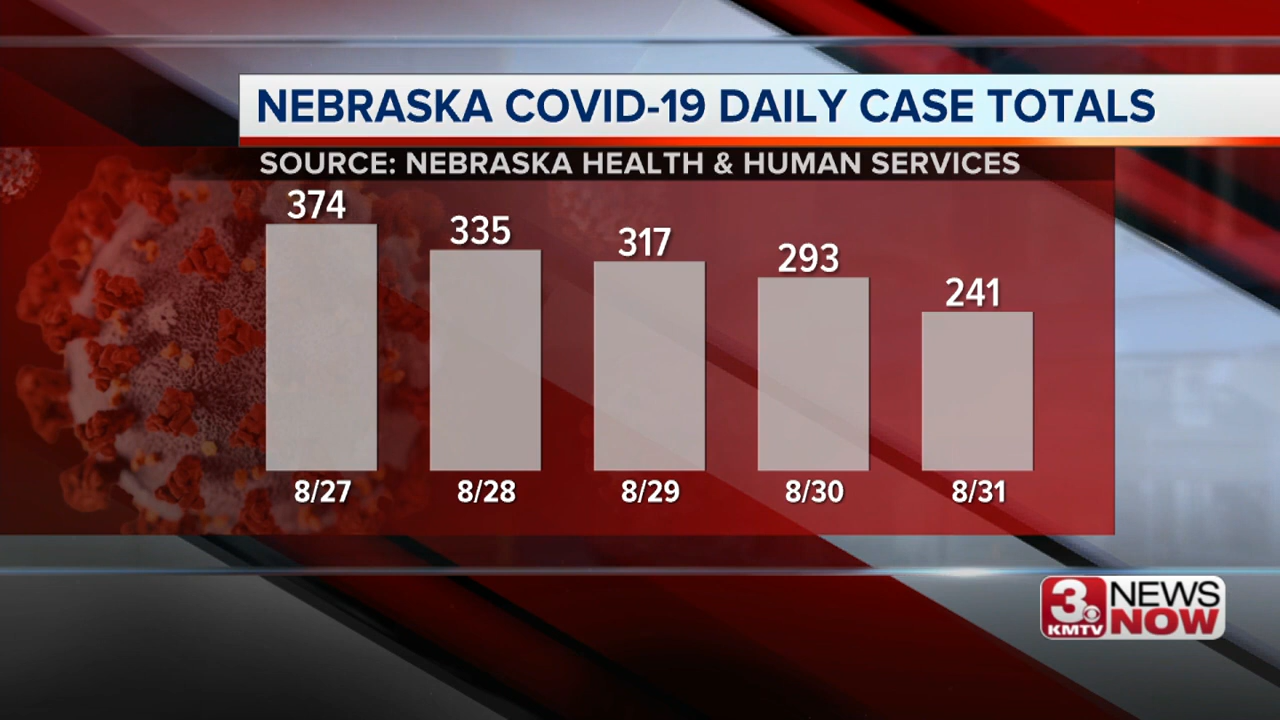 NEBRASKA COVID-19 DAILY CASE TOTALS
SOURCE: NEBRASKA HEALTH & HUMAN SERVICES
374 335 317 293 241
8/27 8/28 8/29 8/30 8/31
3 NEWS
KMTV NOW